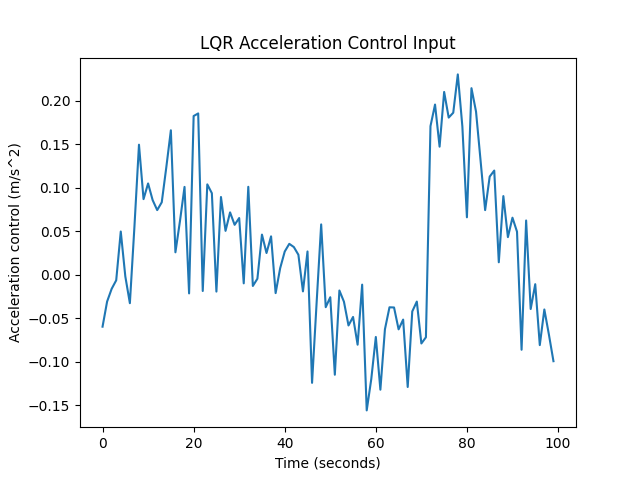 LQR Acceleration Control Input
Acceleration control (m/s^2)
0.20
0.15
0.10
0.05
0.00
−0.05
−0.10
−0.15
0 20 40 60 80 100
Time (seconds)